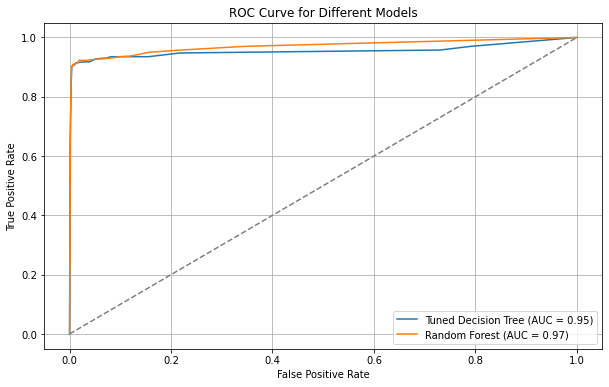 ROC Curve for Different Models
1.0
0.8
0.6
0.4
0.2
0.0
True Positive Rate
Tuned Decision Tree (AUC = 0.95)
Random Forest (AUC = 0.97)
0.0 0.2 0.4 0.6 0.8 1.0
False Positive Rate